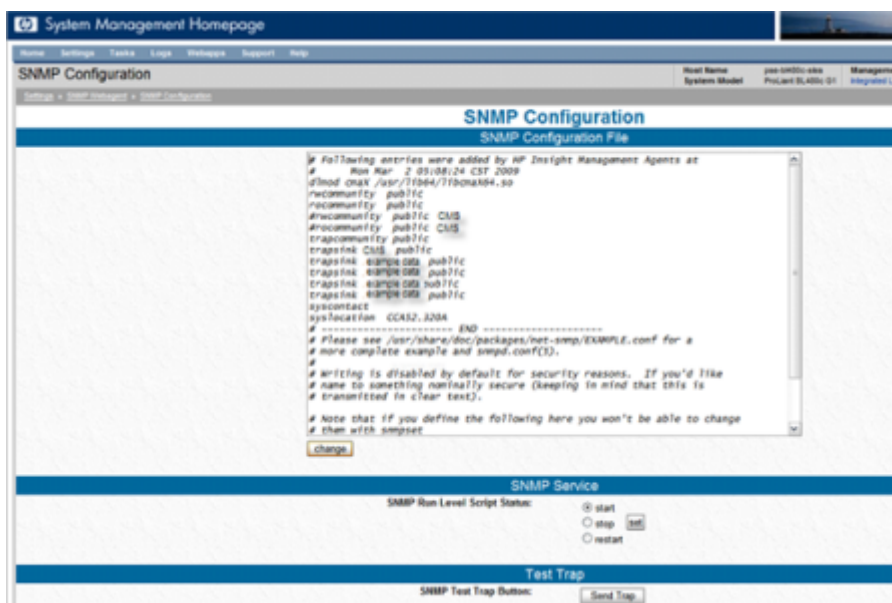 hp System Management Homepage
Home Settings Tasks Logs Webapps Support Help
SNMP Configuration
Host Name
System Model ProLiant
Settings » SNMP Webagent » SNMP Configuration
SNMP Configuration
SNMP Configuration File
# Following entries were added by HP Insight Management Agents at
# Mon Mar 2 05:08:24 CST 2009
dlmod cmaX /usr/lib64/libcmaX64.so
rwcommunity public
rocommunity public
#rwcommunity public CMS
#rocommunity public CMS
trapcommunity public
trapsink CMS public
trapsink example data public
trapsink example data public
trapsink example data public
trapsink example data public
syscontact
syslocation CCA52.320A
# ---------------------- END --------------------
# Please see /usr/share/doc/packages/net-snmp/EXAMPLE.conf for a
# more complete example and snmpd.conf(5).
#
# Writing is disabled by default for security reasons. If you'd like
# name to something nominally secure (keeping in mind that this is
# transmitted in clear text).
# Note that if you define the following here you won't be able to change
# them with snmpset
change
SNMP Service
SNMP Run Level Script Status:
start
stop set
restart
Test Trap
SNMP Test Trap Button: Send Trap